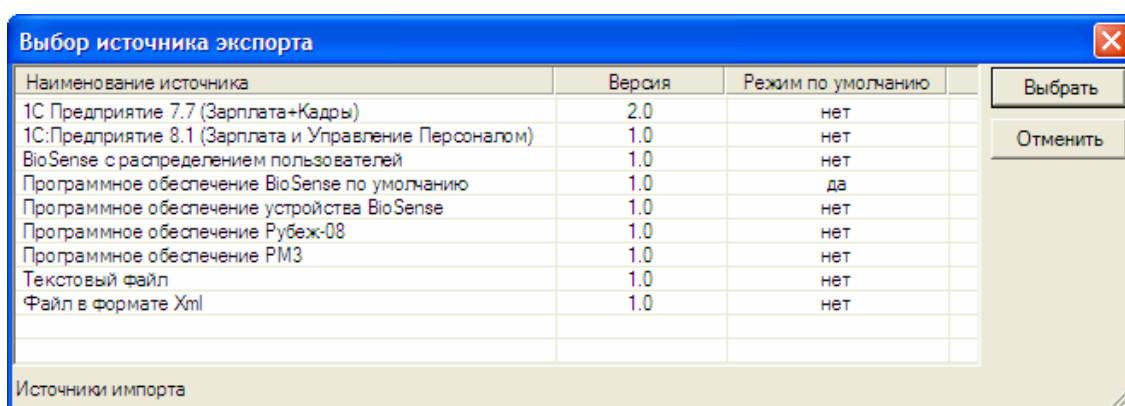 Выбор источника экспорта
Наименование источника Версия Режим по умолчанию
Выбрать
1С Предприятие 7.7 (Зарплата+Кадры) 2.0 нет
1С:Предприятие 8.1 (Зарплата и Управление Персоналом) 1.0 нет
Отменить
BioSense с распределением пользователей 1.0 нет
Программное обеспечение BioSense по умолчанию 1.0 да
Программное обеспечение устройства BioSense 1.0 нет
Программное обеспечение Рубеж-08 1.0 нет
Программное обеспечение РМЗ 1.0 нет
Текстовый файл 1.0 нет
Файл в формате Xml 1.0 нет
Источники импорта